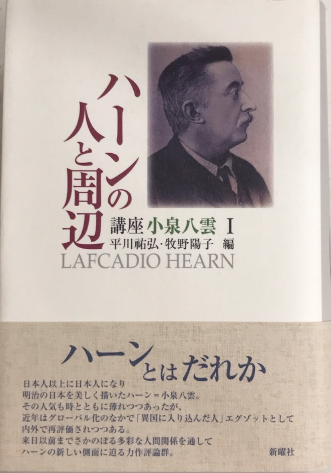 ハーンの
人と周辺
講座 小泉八雲 Ⅰ
平川祐弘・牧野陽子 編
LAFCADIO HEARN
ハーンとはだれか
日本人以上に日本人になり
明治の日本を美しく描いたハーン=小泉八雲。
その人気も時とともに薄れつつあったが、
近年はグローバル化のなかで「異国に入り込んだ人」エグゾットとして
内外で再評価されつつある。
来日以前までさかのぼる多彩な人間関係を通して
ハーンの新しい側面に迫る力作評論群。
新曜社